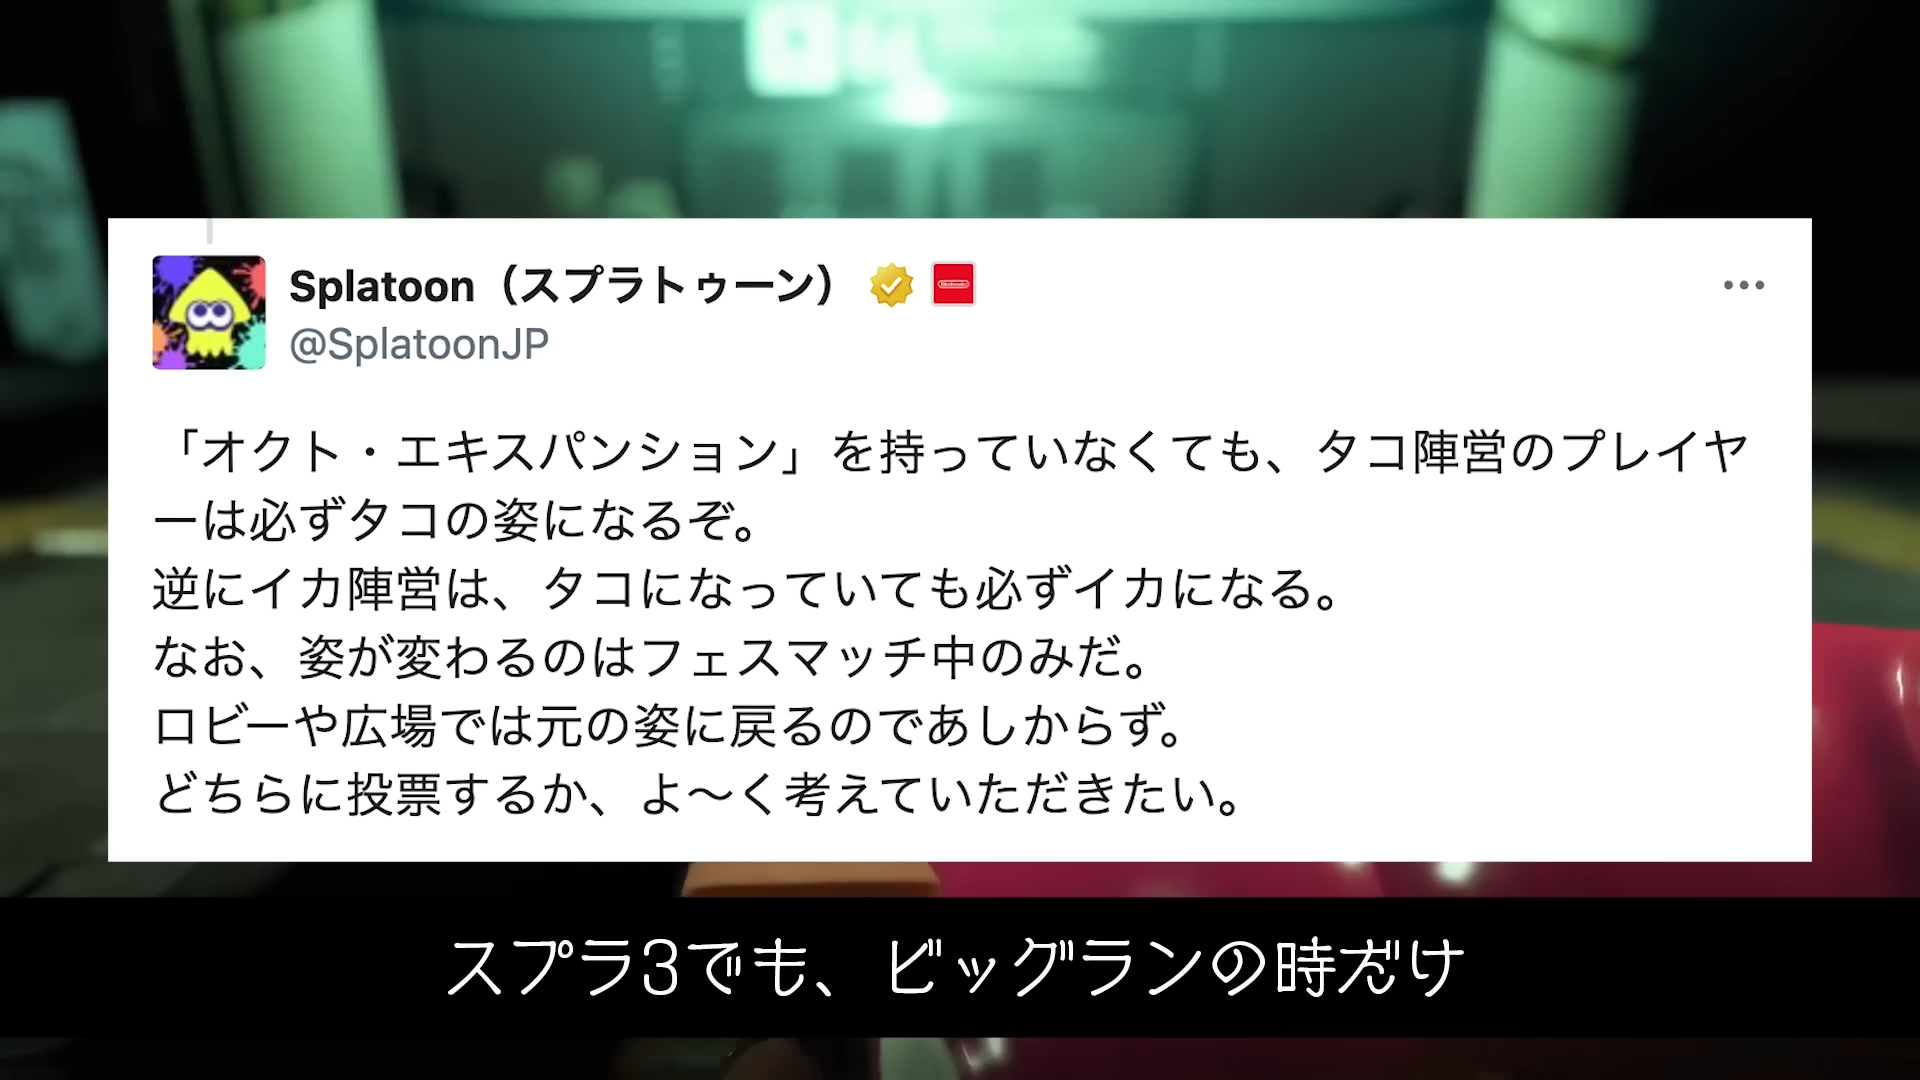 Splatoon（スプラトゥーン）
@SplatoonJP
「オクト・エキスパンション」を持っていなくても、タコ陣営のプレイヤ
ーは必ずタコの姿になるぞ。
逆にイカ陣営は、タコになっていても必ずイカになる。
なお、姿が変わるのはフェスマッチ中のみだ。
ロビーや広場では元の姿に戻るのであしからず。
どちらに投票するか、よ〜く考えていただきたい。
スプラ3でも、ビッグランの時だけ